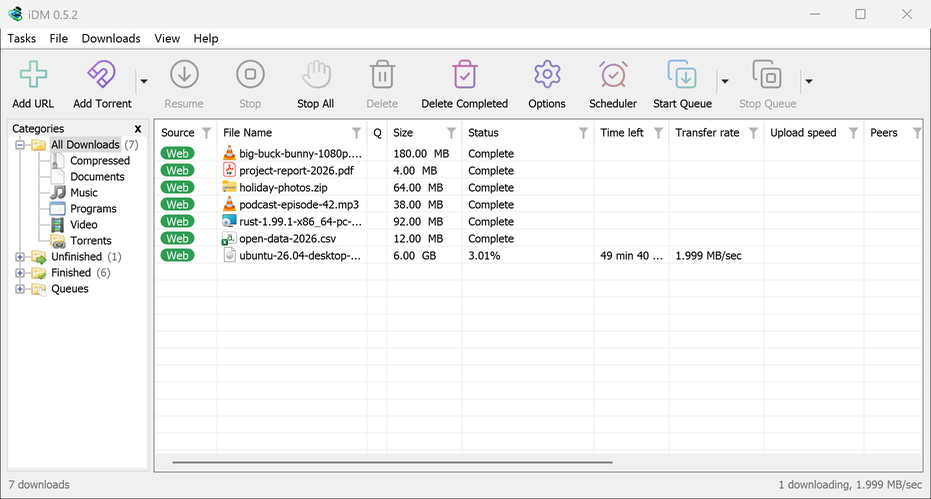 iDM 0.5.2
Tasks File Downloads View Help
Add URL Add Torrent Resume Stop Stop All Delete Delete Completed Options Scheduler Start Queue Stop Queue
Categories x
All Downloads (7)
Compressed
Documents
Music
Programs
Video
Torrents
Unfinished (1)
Finished (6)
Queues
Source File Name Q Size Status Time left Transfer rate Upload speed Peers
Web big-buck-bunny-1080p.... 180.00 MB Complete
Web project-report-2026.pdf 4.00 MB Complete
Web holiday-photos.zip 64.00 MB Complete
Web podcast-episode-42.mp3 38.00 MB Complete
Web rust-1.99.1-x86_64-pc-... 92.00 MB Complete
Web open-data-2026.csv 12.00 MB Complete
Web ubuntu-26.04-desktop-... 6.00 GB 3.01% 49 min 40 ... 1.999 MB/sec
7 downloads 1 downloading, 1.999 MB/sec